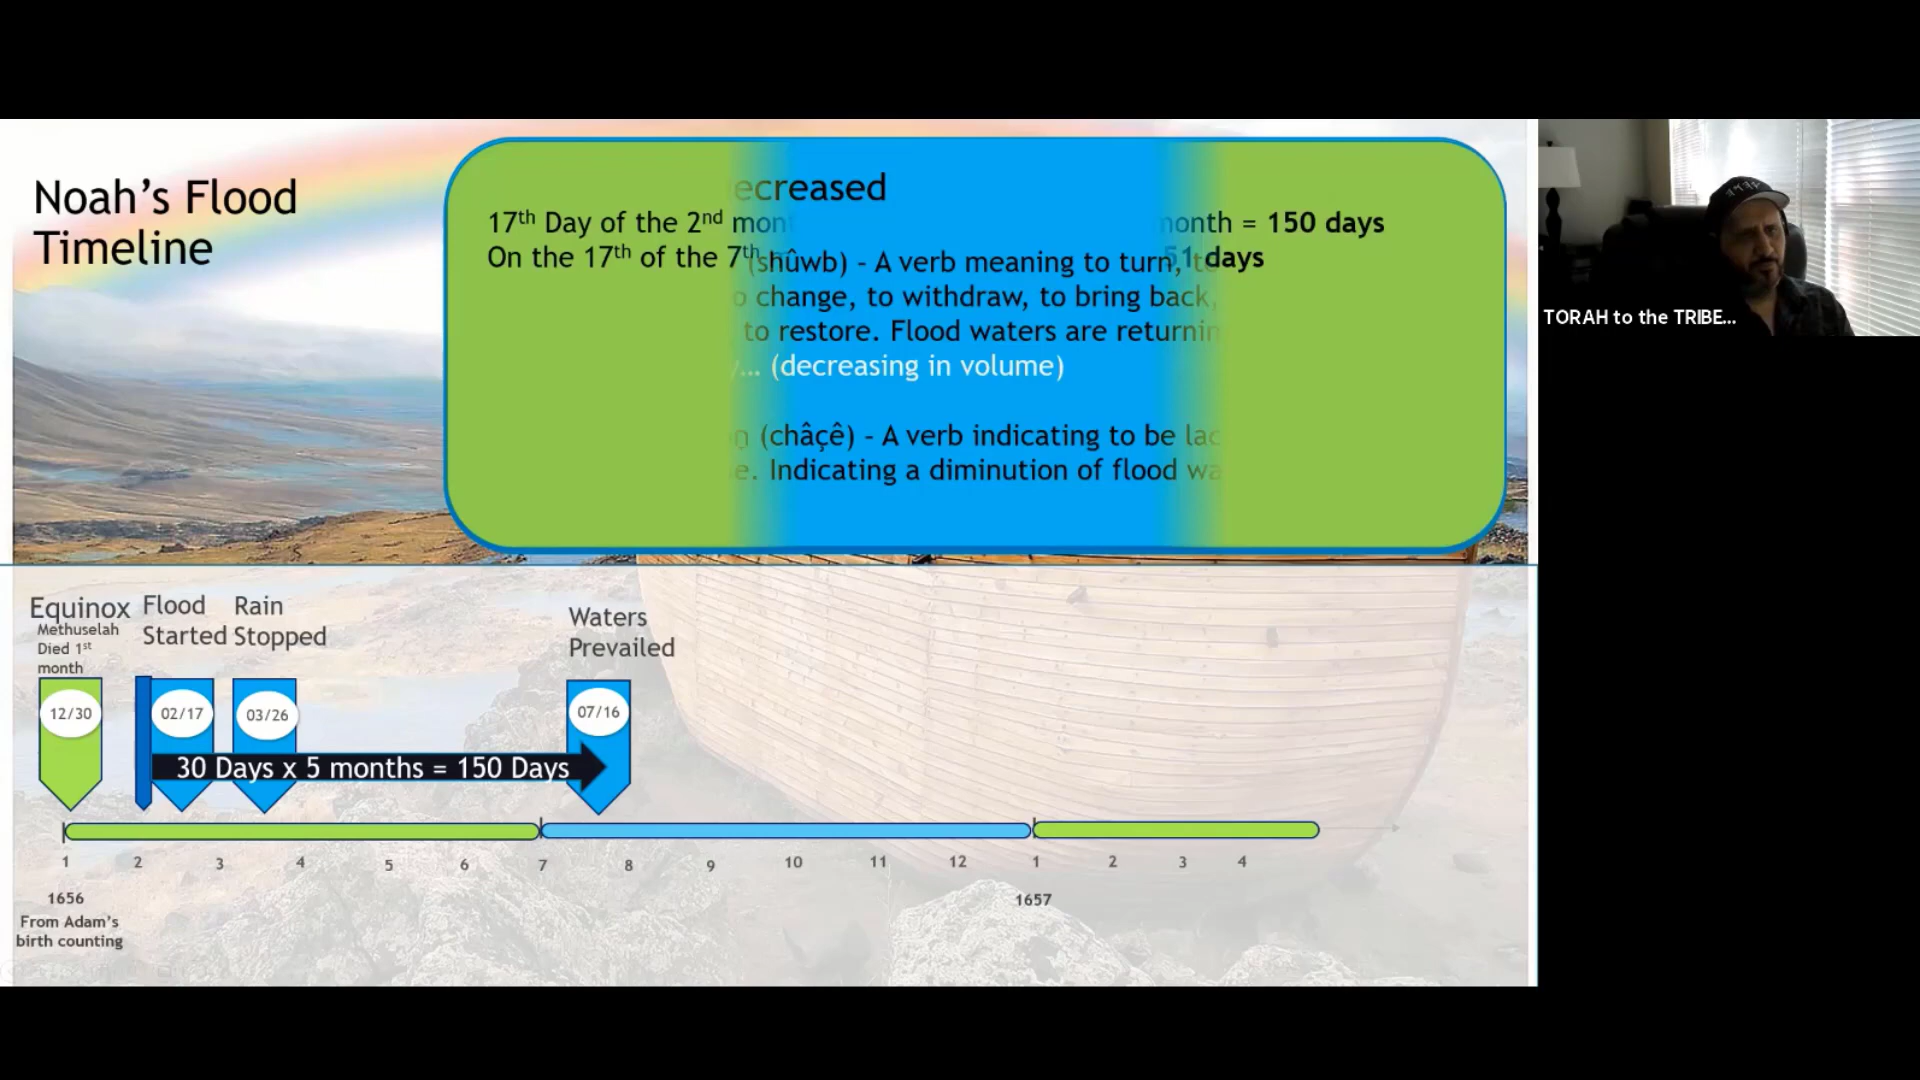 Noah's Flood
Timeline
ecreased
17th Day of the 2nd mont
month = 150 days
On the 17th of the 7th
51 days
(shûwb) - A verb meaning to turn,
change, to withdraw, to bring back,
to restore. Flood waters are returnin
... (decreasing in volume)
(châçê) - A verb indicating to be lac
e. Indicating a diminution of flood wa
TORAH to the TRIBE...
Equinox
Methuselah
Died 1st
month
Flood
Started
Rain
Stopped
Waters
Prevailed
12/30
02/17
03/26
07/16
30 Days x 5 months = 150 Days
1 2 3 4 5 6 7 8 9 10 11 12 1 2 3 4
1656
1657
From Adam's
birth counting